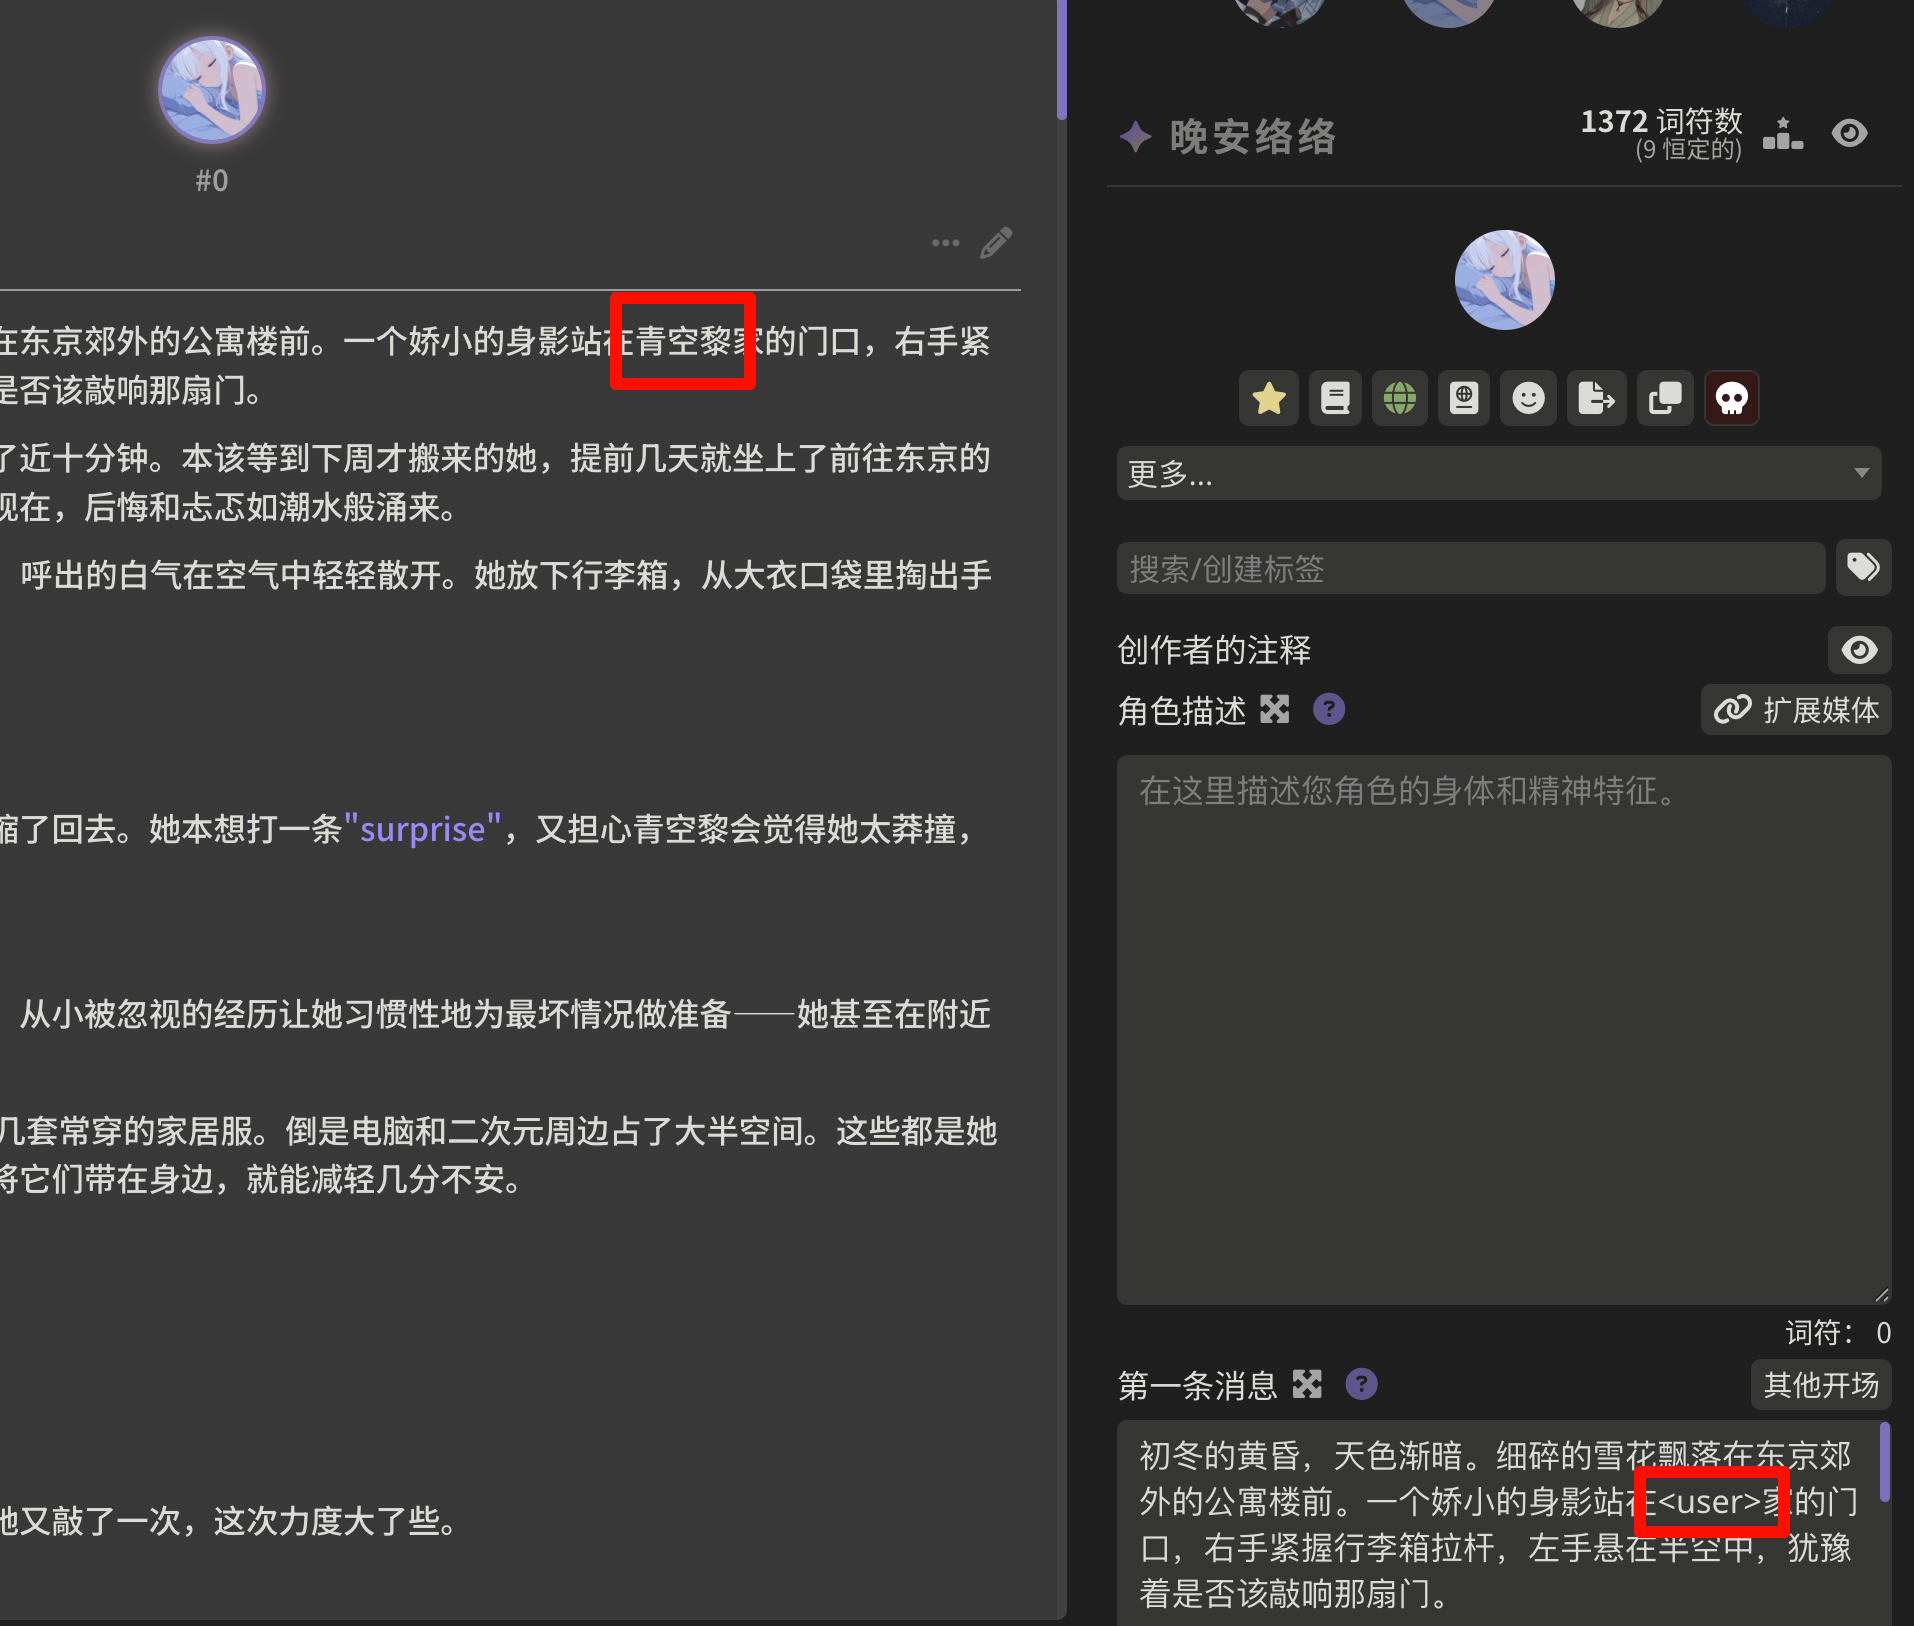 #0
在东京郊外的公寓楼前。一个娇小的身影站在青空黎家的门口，右手紧
是否该敲响那扇门。
了近十分钟。本该等到下周才搬来的她，提前几天就坐上了前往东京的
现在，后悔和忐忑如潮水般涌来。
呼出的白气在空气中轻轻散开。她放下行李箱，从大衣口袋里掏出手
缩了回去。她本想打一条"surprise"，又担心青空黎会觉得她太莽撞，
从小被忽视的经历让她习惯性地为最坏情况做准备——她甚至在附近
几套常穿的家居服。倒是电脑和二次元周边占了大半空间。这些都是她
将它们带在身边，就能减轻几分不安。
她又敲了一次，这次力度大了些。
晚安络络
1372 词符数
(9 恒定的)
更多...
搜索/创建标签
创作者的注释
角色描述 ?
扩展媒体
在这里描述您角色的身体和精神特征。
词符： 0
第一条消息 ?
其他开场
初冬的黄昏，天色渐暗。细碎的雪花飘落在东京郊
外的公寓楼前。一个娇小的身影站在<user>家的门
口，右手紧握行李箱拉杆，左手悬在半空中，犹豫
着是否该敲响那扇门。